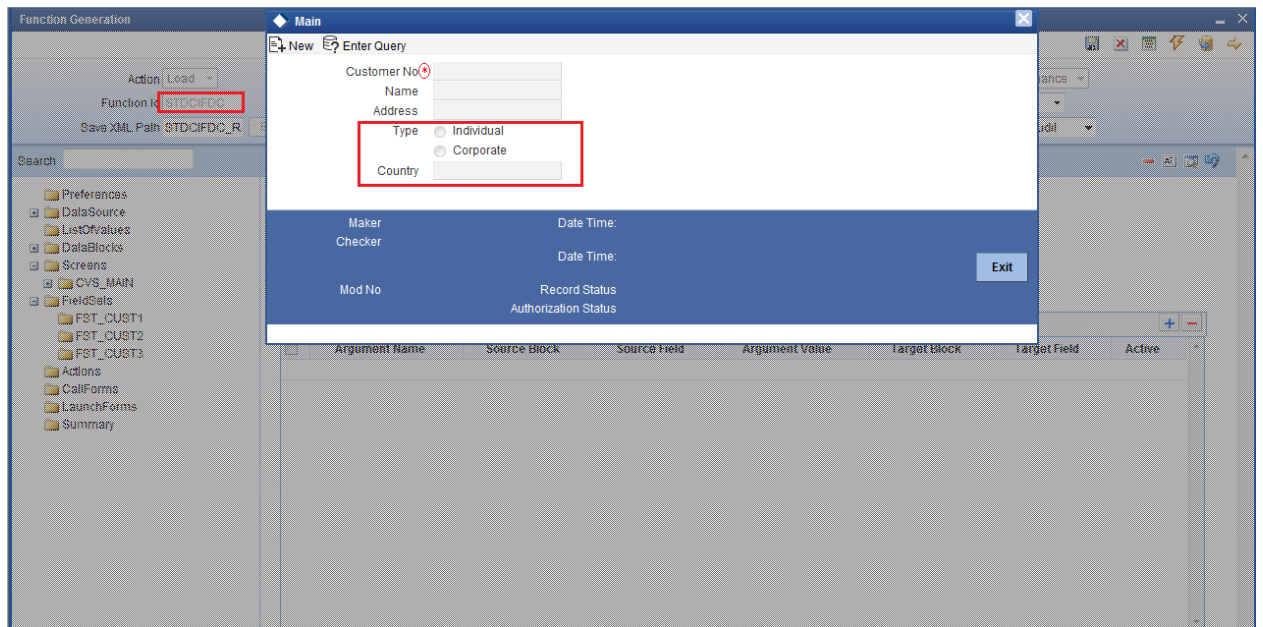 Function Generation
Main
New Enter Query
Action Load
Function Id STDCIFDC
Save XML Path STDCIFDC_R
Customer No*
Name
Address
Type Individual
Corporate
Country
Search
Preferences
DataSource
ListOfValues
DataBlocks
Screens
CVS_MAIN
FieldSets
FST_CUST1
FST_CUST2
FST_CUST3
Actions
CallForms
LaunchForms
Summary
Maker Date Time:
Checker
Date Time:
Exit
Mod No Record Status
Authorization Status
Argument Name Source Block Source Field Argument Value Target Block Target Field Active